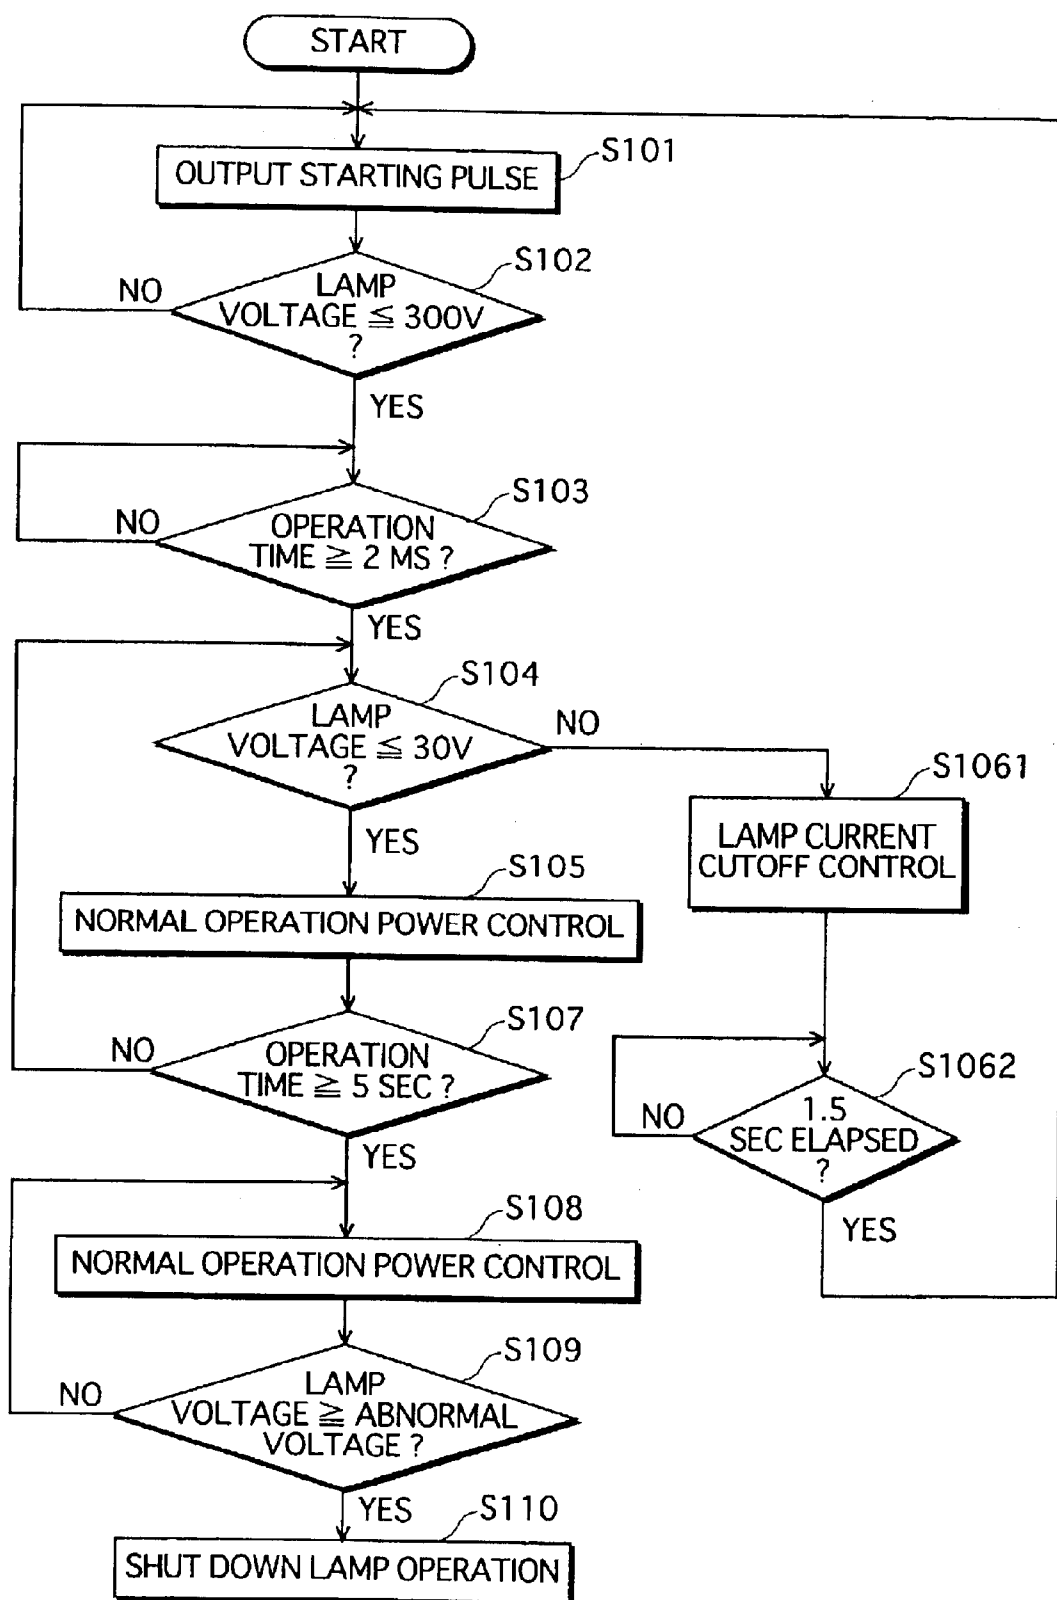 START
S101
OUTPUT STARTING PULSE
S102
LAMP
VOLTAGE ≦ 300V
?
NO
YES
S103
OPERATION
TIME ≧ 2 MS ?
NO
YES
S104
LAMP
VOLTAGE ≦ 30V
?
NO
YES
S1061
LAMP CURRENT
CUTOFF CONTROL
S105
NORMAL OPERATION POWER CONTROL
S107
OPERATION
TIME ≧ 5 SEC ?
NO
YES
S1062
1.5
SEC ELAPSED
?
NO
YES
S108
NORMAL OPERATION POWER CONTROL
S109
LAMP
VOLTAGE ≧ ABNORMAL
VOLTAGE ?
NO
YES
S110
SHUT DOWN LAMP OPERATION